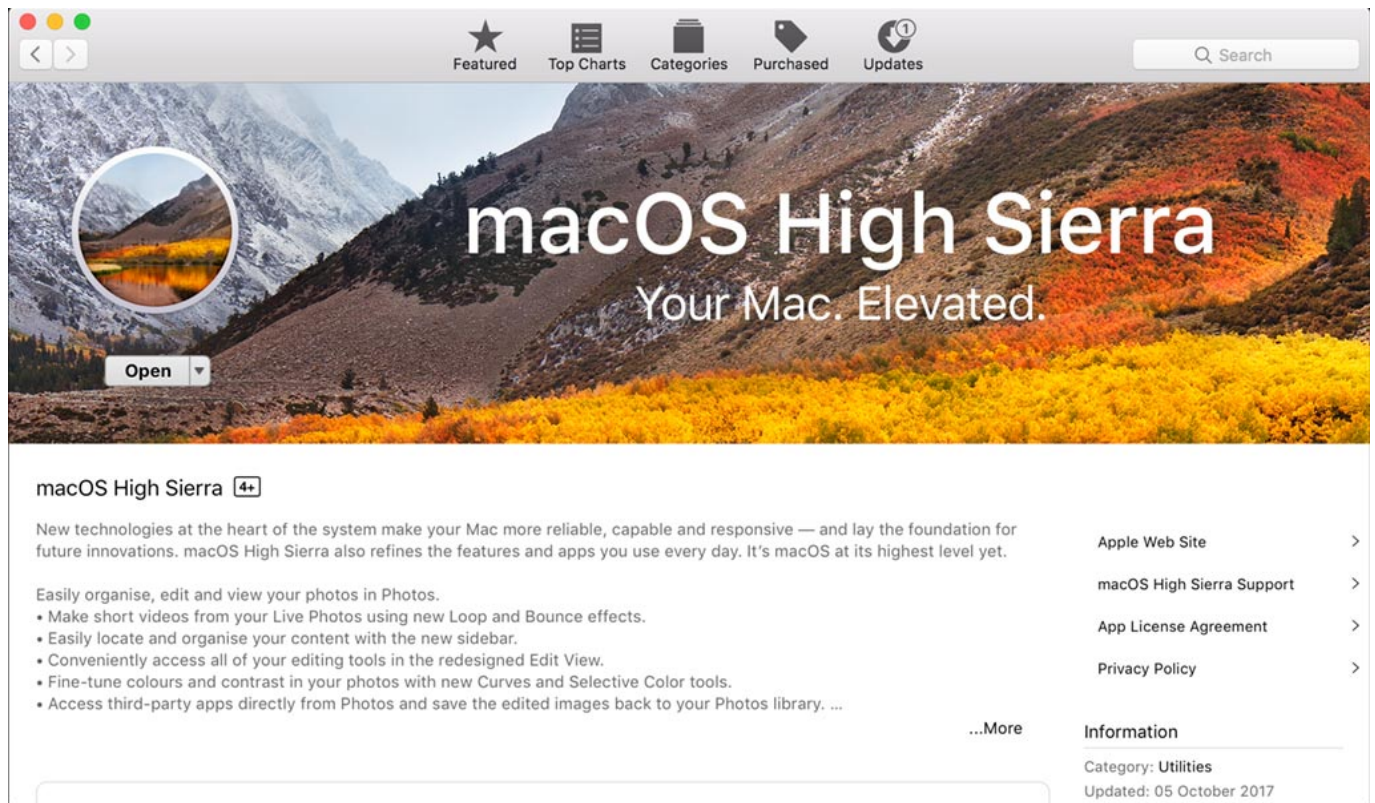 1
Featured
Top Charts
Categories
Purchased
Updates
Search
macOS High Sierra
Your Mac. Elevated.
Open
macOS High Sierra 4+
New technologies at the heart of the system make your Mac more reliable, capable and responsive — and lay the foundation for
future innovations. macOS High Sierra also refines the features and apps you use every day. It's macOS at its highest level yet.
Easily organise, edit and view your photos in Photos.
• Make short videos from your Live Photos using new Loop and Bounce effects.
• Easily locate and organise your content with the new sidebar.
• Conveniently access all of your editing tools in the redesigned Edit View.
• Fine-tune colours and contrast in your photos with new Curves and Selective Color tools.
• Access third-party apps directly from Photos and save the edited images back to your Photos library. ...
...More
Apple Web Site
macOS High Sierra Support
App License Agreement
Privacy Policy
Information
Category: Utilities
Updated: 05 October 2017